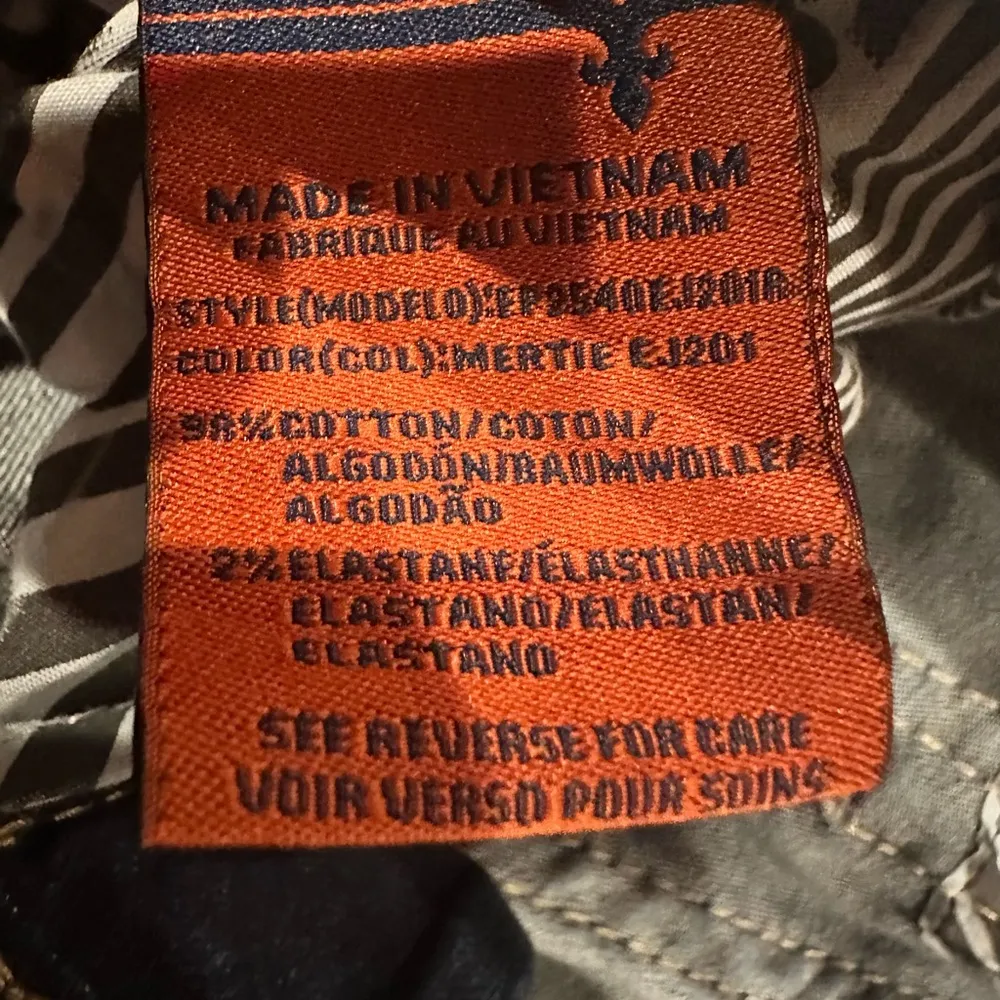 MADE IN VIETNAM
FABRIQUE AU VIETNAM
STYLE(MODELO):EP3540EJ201R
COLOR(COL):MERTIE EJ201
98%COTTON/COTON/
ALGODÓN/BAUMWOLLE/
ALGODÃO
2%ELASTANE/ÉLASTHANNE/
ELASTANO/ELASTAN/
ELASTANO
SEE REVERSE FOR CARE
VOIR VERSO POUR SOINS